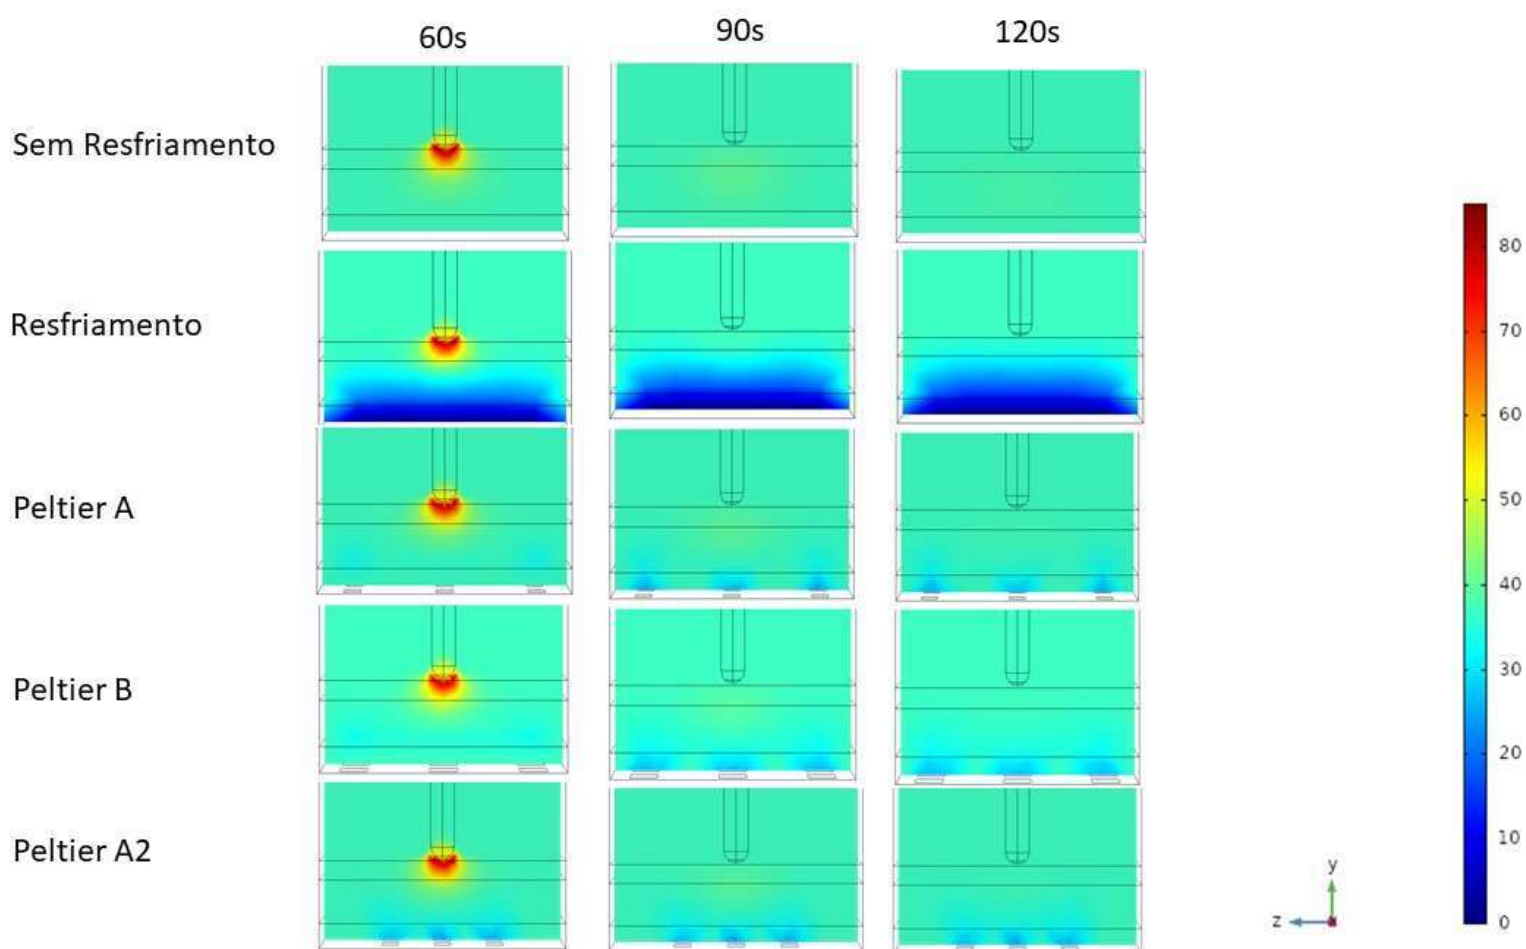 60s 90s 120s
Sem Resfriamento
Resfriamento
Peltier A
Peltier B
Peltier A2
80
70
60
50
40
30
20
10
0
y
z
x